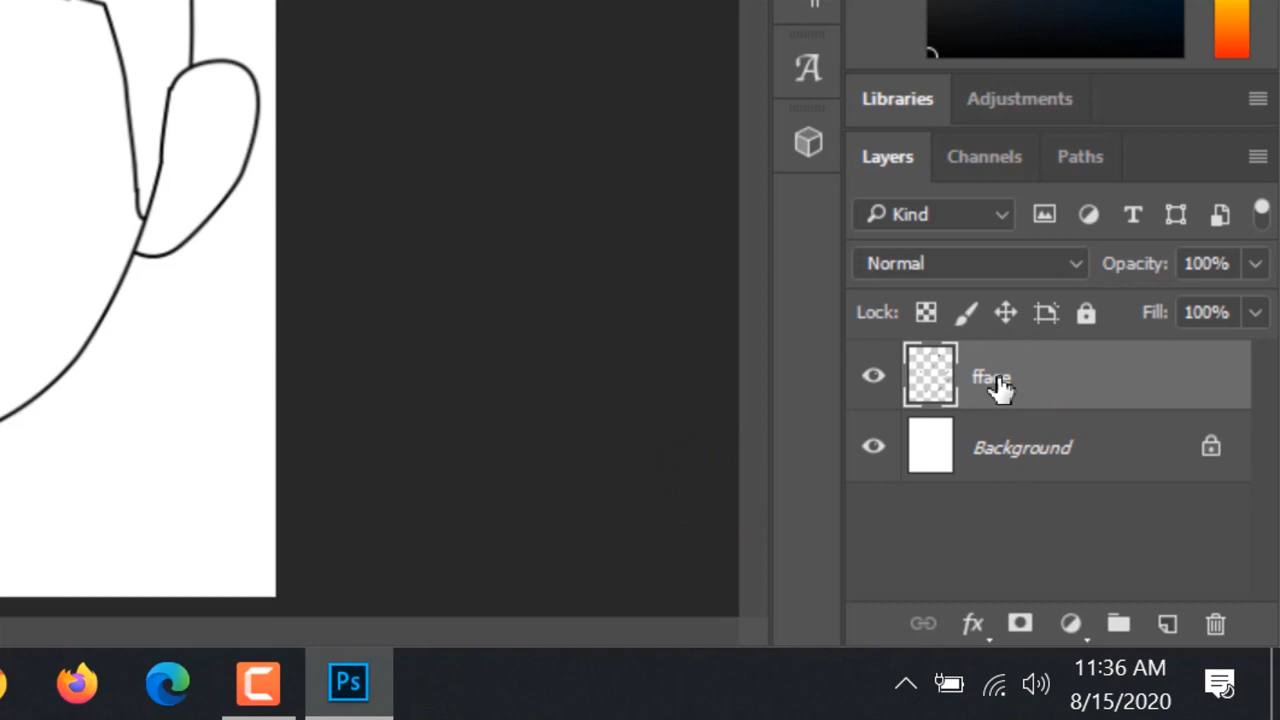 Libraries Adjustments
Layers Channels Paths
Kind
Normal Opacity: 100%
Lock: Fill: 100%
Background
fx
Ps
11:36 AM
8/15/2020